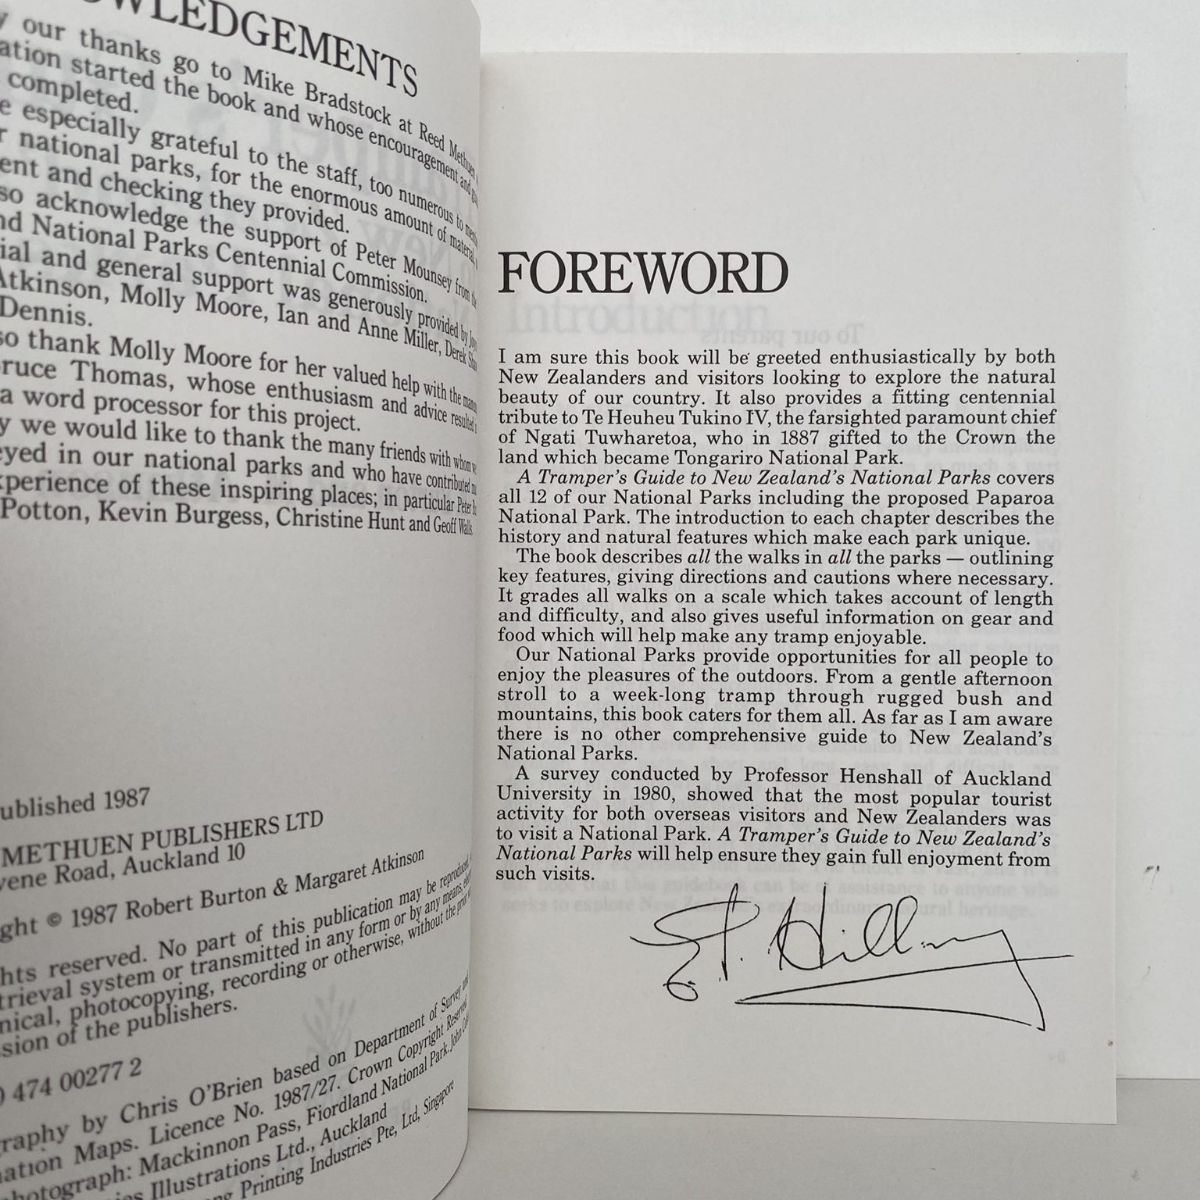 WLEDGEMENTS
our thanks go to Mike Bradstock at Reed Methuen
ation started the book and whose encouragement and
completed.
e especially grateful to the staff, too numerous to
r national parks, for the enormous amount of material,
ent and checking they provided.
so acknowledge the support of Peter Mounsey from the
nd National Parks Centennial Commission.
ial and general support was generously provided by
Atkinson, Molly Moore, Ian and Anne Miller, Derek
Dennis.
so thank Molly Moore for her valued help with the
ruce Thomas, whose enthusiasm and advice resulted
a word processor for this project.
y we would like to thank the many friends with whom we
eyed in our national parks and who have contributed
xperience of these inspiring places; in particular Peter
Potton, Kevin Burgess, Christine Hunt and Geoff Walls.
ublished 1987
METHUEN PUBLISHERS LTD
vene Road, Auckland 10
ght © 1987 Robert Burton & Margaret Atkinson
hts reserved. No part of this publication may be reproduced,
trieval system or transmitted in any form or by any means,
nical, photocopying, recording or otherwise, without the
sion of the publishers.
0 474 00277 2
raphy by Chris O'Brien based on Department of Survey and
ation Maps. Licence No. 1987/27. Crown Copyright Reserved
hotograph: Mackinnon Pass, Fiordland National Park. John
es Illustrations Ltd., Auckland
Printing Industries Pte, Ltd, Singapore
FOREWORD
I am sure this book will be greeted enthusiastically by both
New Zealanders and visitors looking to explore the natural
beauty of our country. It also provides a fitting centennial
tribute to Te Heuheu Tukino IV, the farsighted paramount chief
of Ngati Tuwharetoa, who in 1887 gifted to the Crown the
land which became Tongariro National Park.
A Tramper's Guide to New Zealand's National Parks covers
all 12 of our National Parks including the proposed Paparoa
National Park. The introduction to each chapter describes the
history and natural features which make each park unique.
The book describes all the walks in all the parks — outlining
key features, giving directions and cautions where necessary.
It grades all walks on a scale which takes account of length
and difficulty, and also gives useful information on gear and
food which will help make any tramp enjoyable.
Our National Parks provide opportunities for all people to
enjoy the pleasures of the outdoors. From a gentle afternoon
stroll to a week-long tramp through rugged bush and
mountains, this book caters for them all. As far as I am aware
there is no other comprehensive guide to New Zealand's
National Parks.
A survey conducted by Professor Henshall of Auckland
University in 1980, showed that the most popular tourist
activity for both overseas visitors and New Zealanders was
to visit a National Park. A Tramper's Guide to New Zealand's
National Parks will help ensure they gain full enjoyment from
such visits.
E. P. Hillary